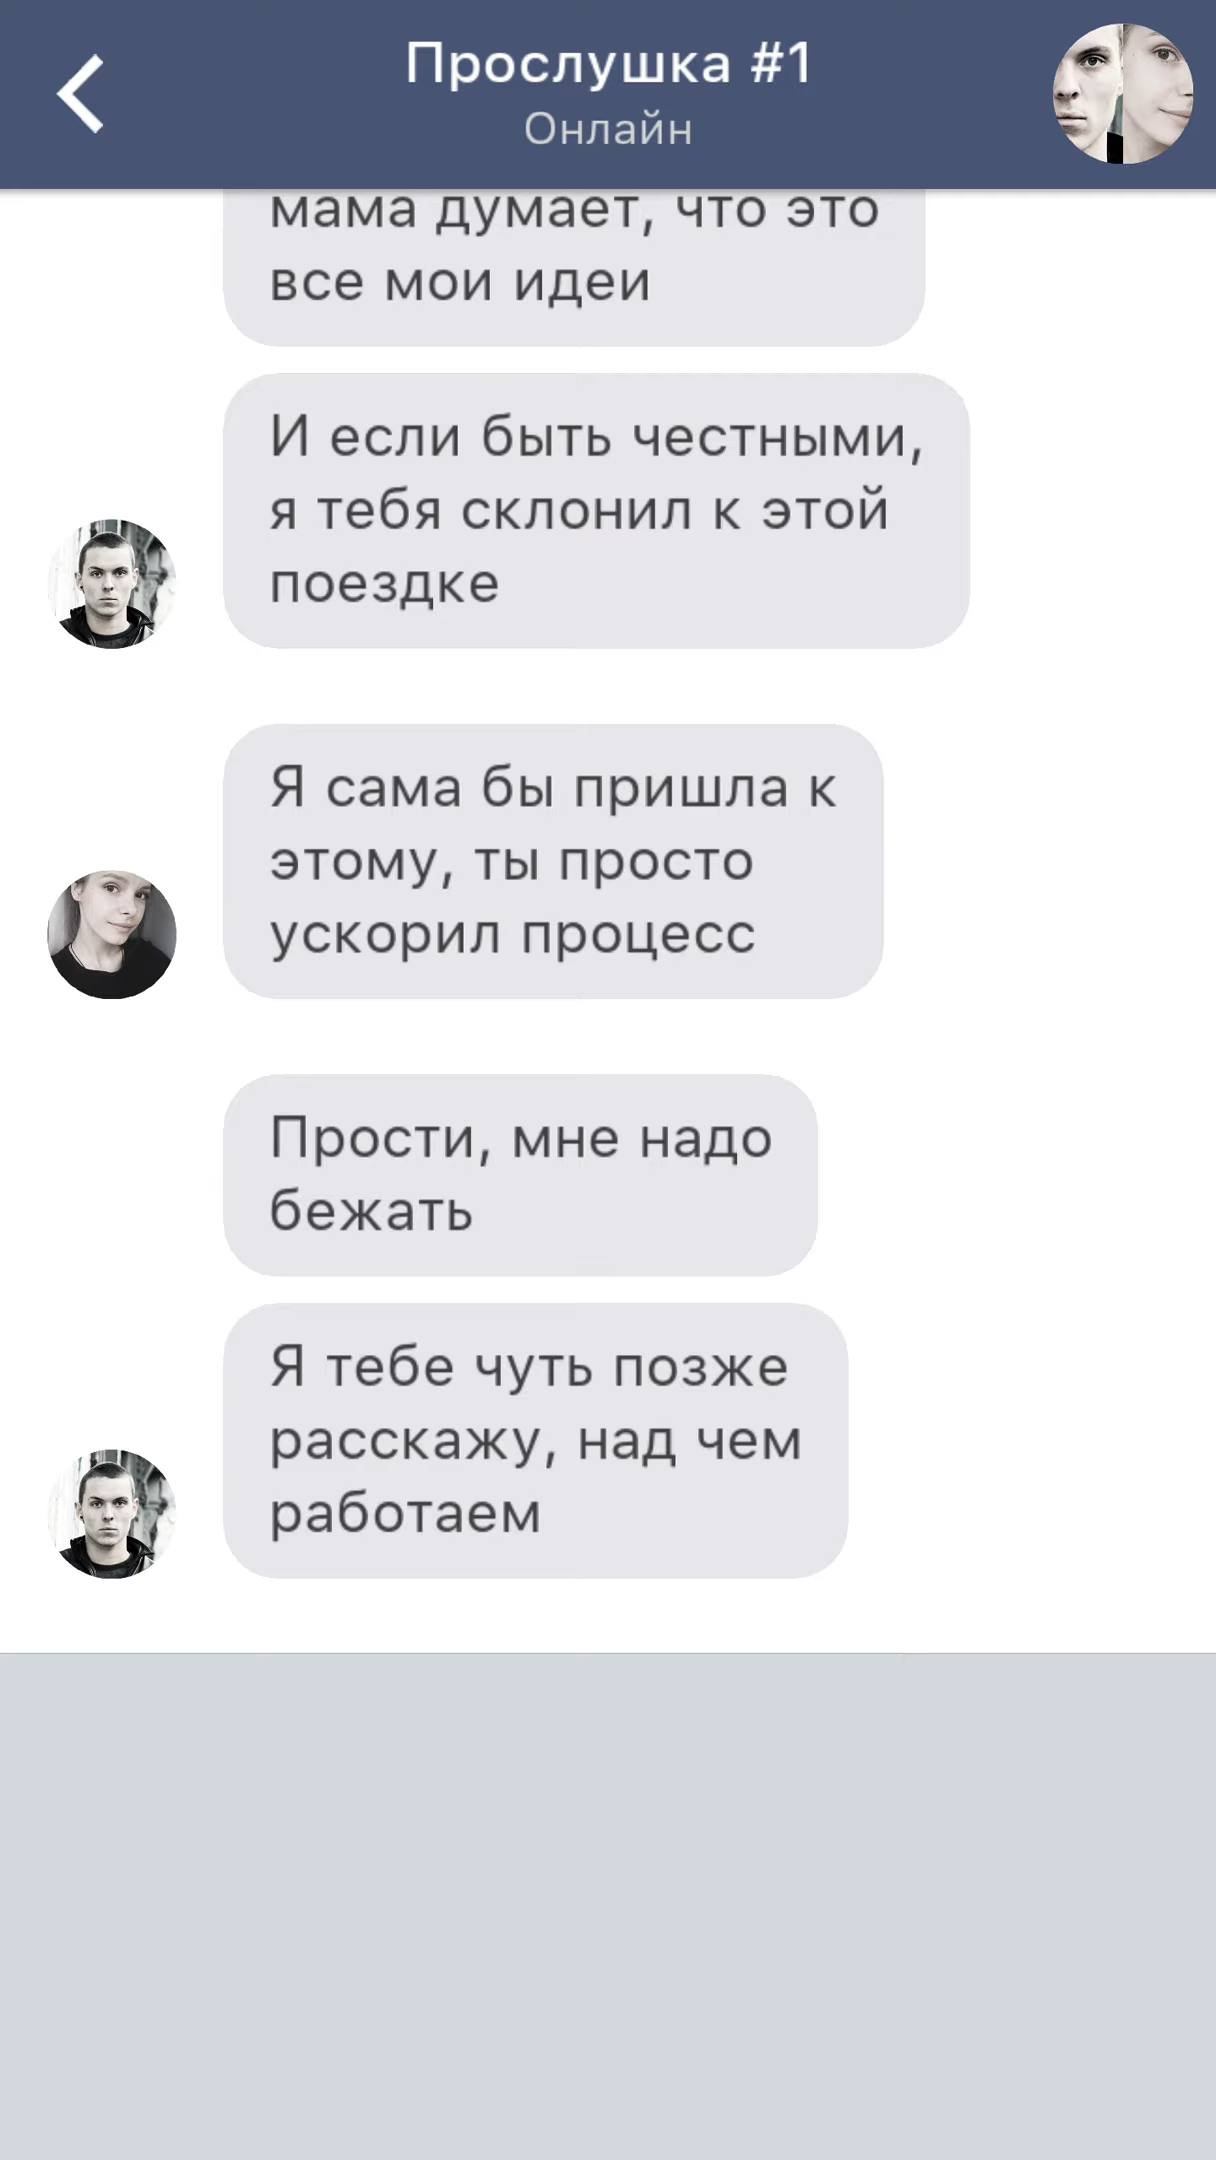 Прослушка #1
Онлайн
мама думает, что это
все мои идеи
И если быть честными,
я тебя склонил к этой
поездке
Я сама бы пришла к
этому, ты просто
ускорил процесс
Прости, мне надо
бежать
Я тебе чуть позже
расскажу, над чем
работаем